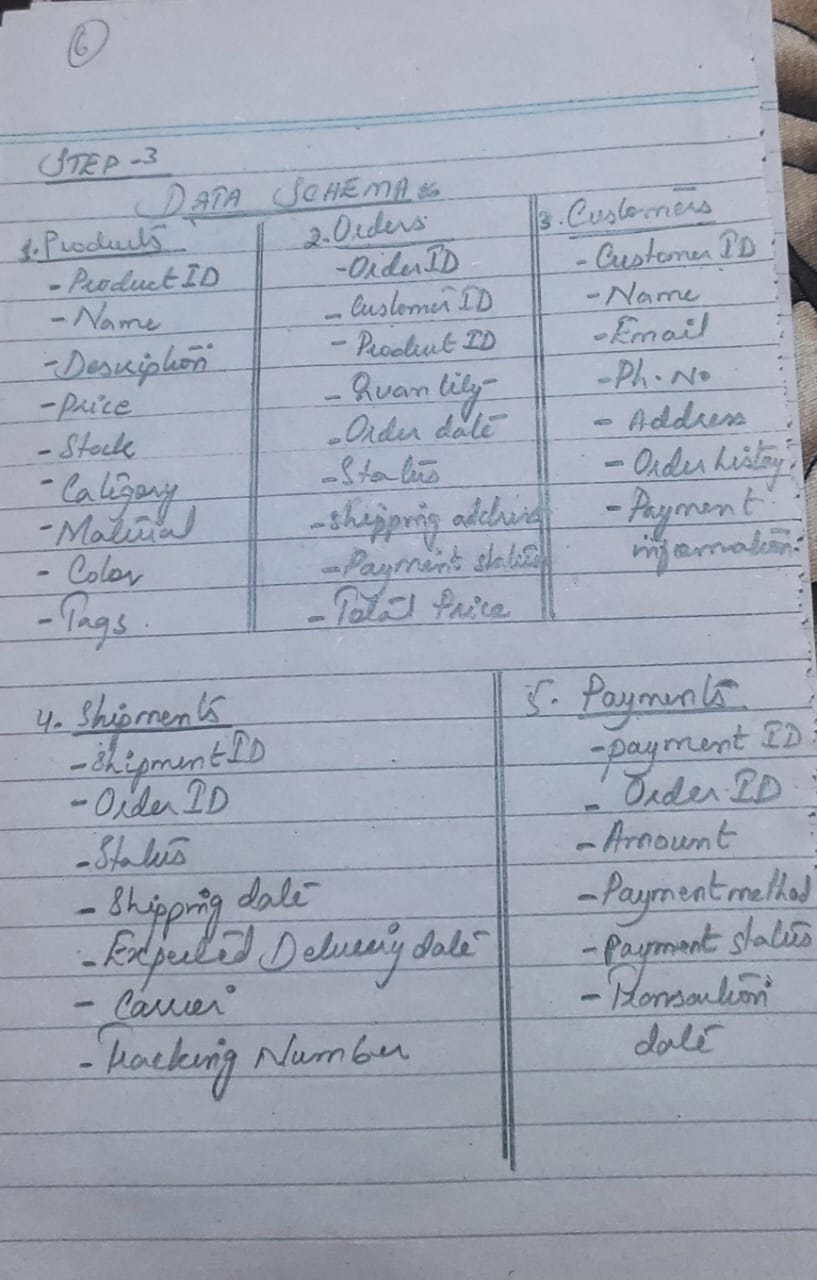 6
STEP-3
DATA SCHEMA:
1. Products
- Product ID
- Name
- Description
- Price
- Stock
- Category
- Material
- Color
- Tags.
2. Orders
- Order ID
- Customer ID
- Product ID
- Quantity
- Order date
- Status
- Shipping address
- Payment status
- Total Price
3. Customers
- Customer ID
- Name
- Email
- Ph. No
- Address
- Order history
- Payment
information.
4. Shipments
- Shipment ID
- Order ID
- Status
- Shipping date
- Expected Delivery date
- Carrier
- Tracking Number
5. Payments
- payment ID
- Order ID
- Amount
- Payment method
- Payment status
- Transaction
date